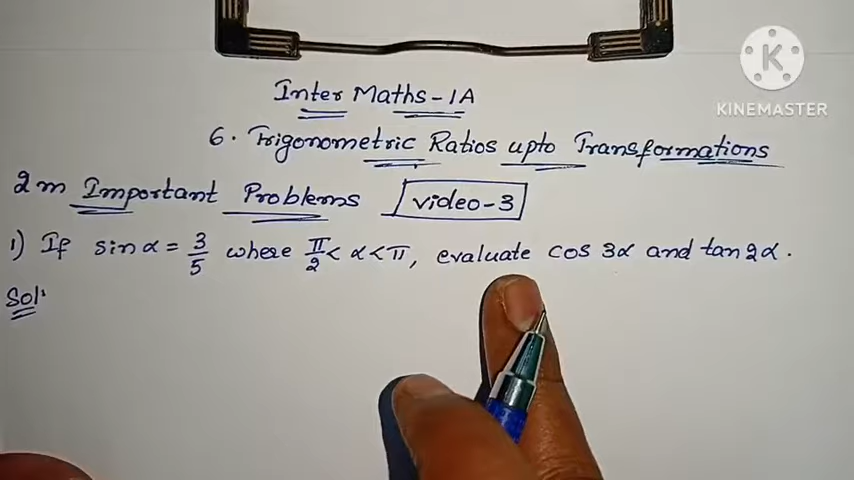 Inter Maths - 1A
6. Trigonometric Ratios upto Transformations
2m Important Problems video-3
1) If sin α = 3/5 where π/2 < α < π, evaluate cos 3α and tan 2α.
Sol:
K
KINEMASTER